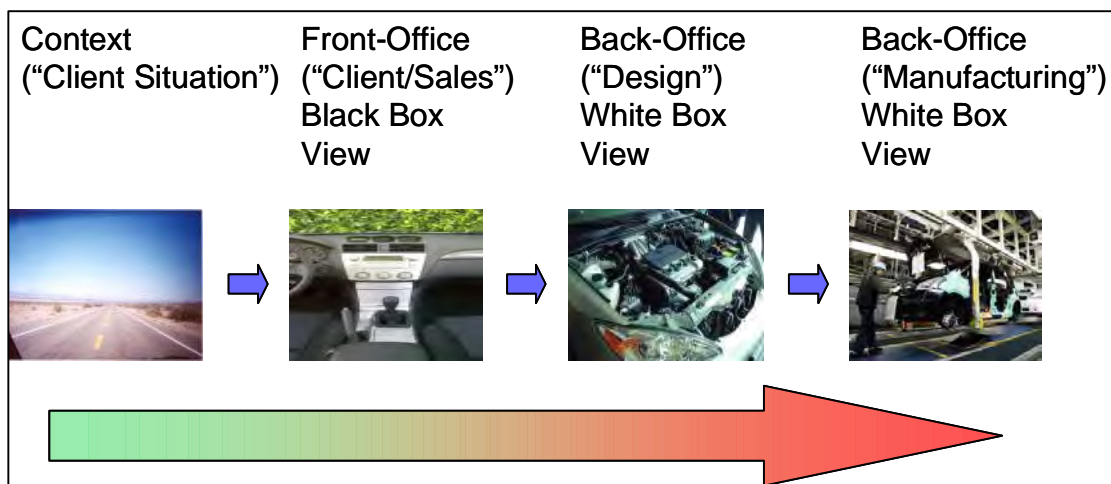 Context
(“Client Situation”)
Front-Office
(“Client/Sales”)
Black Box
View
Back-Office
(“Design”)
White Box
View
Back-Office
(“Manufacturing”)
White Box
View